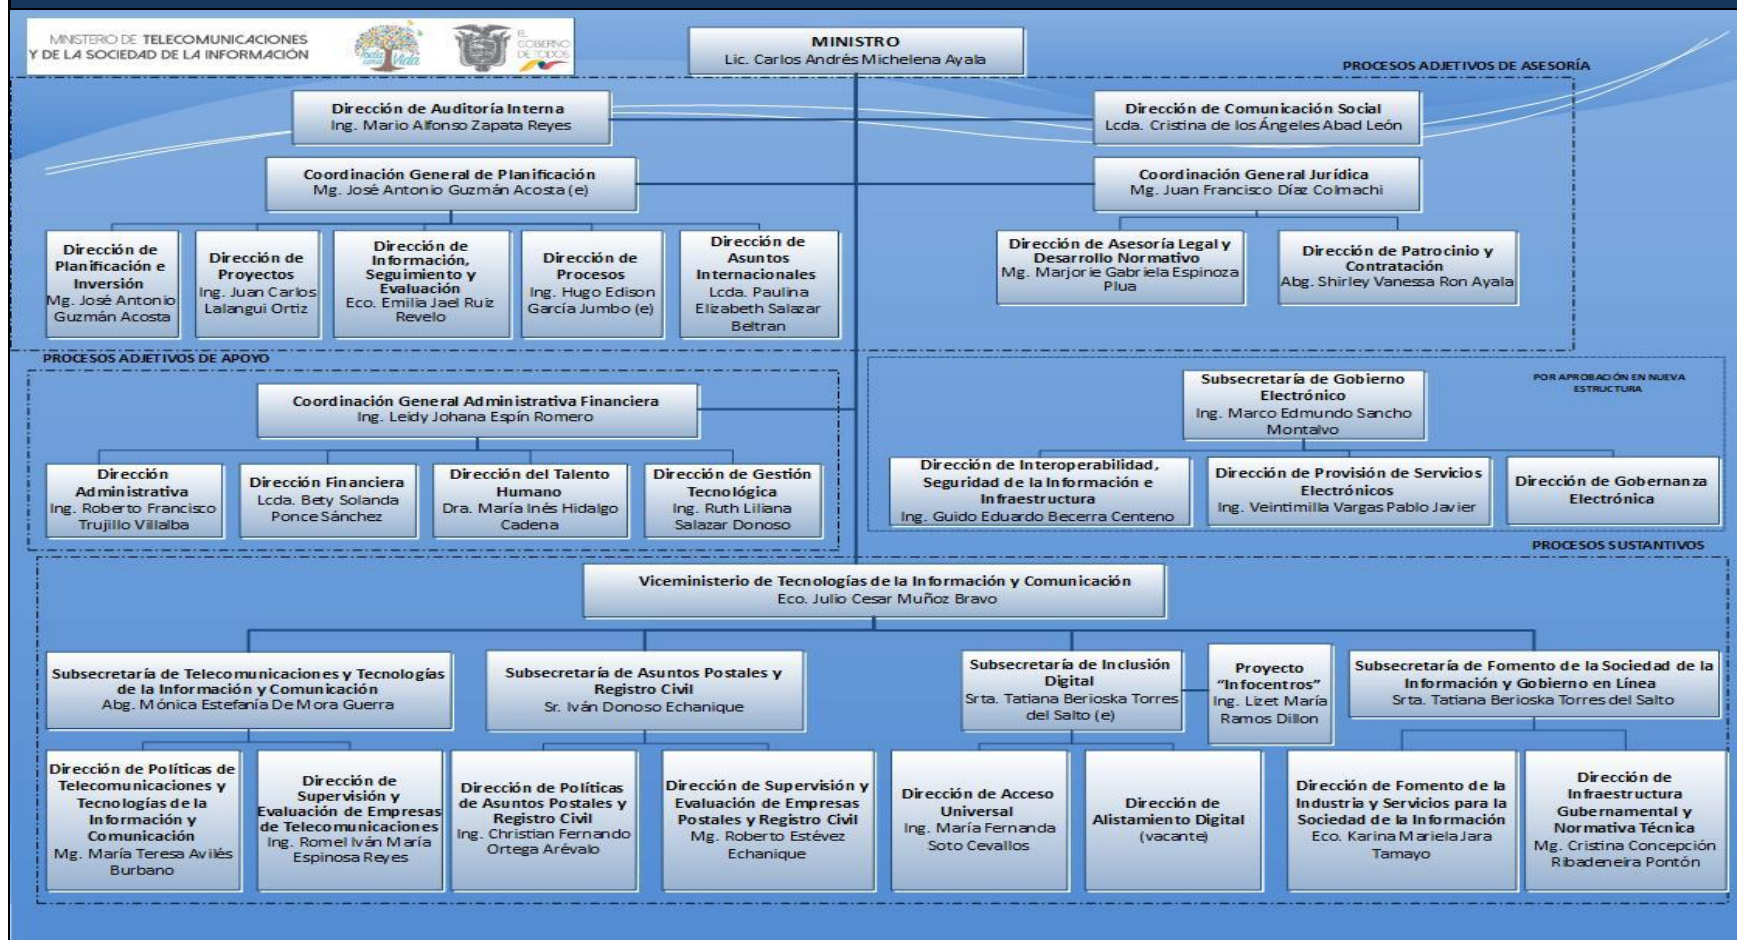 MINISTERIO DE TELECOMUNICACIONES
Y DE LA SOCIEDAD DE LA INFORMACIÓN
Toda
una Vida
EL
GOBIERNO
DE TODOS
MINISTRO
Lic. Carlos Andrés Michelena Ayala
PROCESOS ADJETIVOS DE ASESORÍA
Dirección de Auditoría Interna
Ing. Mario Alfonso Zapata Reyes
Dirección de Comunicación Social
Lcda. Cristina de los Ángeles Abad León
Coordinación General de Planificación
Mg. José Antonio Guzmán Acosta (e)
Coordinación General Jurídica
Mg. Juan Francisco Díaz Colmachi
Dirección de
Planificación e
Inversión
Mg. José Antonio
Guzmán Acosta
Dirección de
Proyectos
Ing. Juan Carlos
Lalangui Ortiz
Dirección de
Información,
Seguimiento y
Evaluación
Eco. Emilia Jael Ruiz
Revelo
Dirección de
Procesos
Ing. Hugo Edison
García Jumbo (e)
Dirección de
Asuntos
Internacionales
Lcda. Paulina
Elizabeth Salazar
Beltran
Dirección de Asesoría Legal y
Desarrollo Normativo
Mg. Marjorie Gabriela Espinoza
Plua
Dirección de Patrocinio y
Contratación
Abg. Shirley Vanessa Ron Ayala
PROCESOS ADJETIVOS DE APOYO
Coordinación General Administrativa Financiera
Ing. Leidy Johana Espín Romero
Subsecretaría de Gobierno
Electrónico
Ing. Marco Edmundo Sancho
Montalvo
POR APROBACIÓN EN NUEVA
ESTRUCTURA
Dirección
Administrativa
Ing. Roberto Francisco
Trujillo Villalba
Dirección Financiera
Lcda. Bety Solanda
Ponce Sánchez
Dirección del Talento
Humano
Dra. María Inés Hidalgo
Cadena
Dirección de Gestión
Tecnológica
Ing. Ruth Liliana
Salazar Donoso
Dirección de Interoperabilidad,
Seguridad de la Información e
Infraestructura
Ing. Guido Eduardo Becerra Centeno
Dirección de Provisión de Servicios
Electrónicos
Ing. Veintimilla Vargas Pablo Javier
Dirección de Gobernanza
Electrónica
PROCESOS SUSTANTIVOS
Viceministerio de Tecnologías de la Información y Comunicación
Eco. Julio Cesar Muñoz Bravo
Subsecretaría de Telecomunicaciones y Tecnologías
de la Información y Comunicación
Abg. Mónica Estefanía De Mora Guerra
Subsecretaría de Asuntos Postales y
Registro Civil
Sr. Iván Donoso Echanique
Subsecretaría de Inclusión
Digital
Srta. Tatiana Berioska Torres
del Salto (e)
Proyecto
“Infocentros”
Ing. Lizet María
Ramos Dillon
Subsecretaría de Fomento de la Sociedad de la
Información y Gobierno en Línea
Srta. Tatiana Berioska Torres del Salto
Dirección de Políticas de
Telecomunicaciones y
Tecnologías de la
Información y
Comunicación
Mg. María Teresa Avilés
Burbano
Dirección de
Supervisión y
Evaluación de Empresas
de Telecomunicaciones
Ing. Romel Iván María
Espinosa Reyes
Dirección de Políticas
de Asuntos Postales y
Registro Civil
Ing. Christian Fernando
Ortega Arévalo
Dirección de Supervisión y
Evaluación de Empresas
Postales y Registro Civil
Mg. Roberto Estévez
Echanique
Dirección de Acceso
Universal
Ing. María Fernanda
Soto Cevallos
Dirección de
Alistamiento Digital
(vacante)
Dirección de Fomento de la
Industria y Servicios para la
Sociedad de la Información
Eco. Karina Mariela Jara
Tamayo
Dirección de
Infraestructura
Gubernamental y
Normativa Técnica
Mg. Cristina Concepción
Ribadeneira Pontón